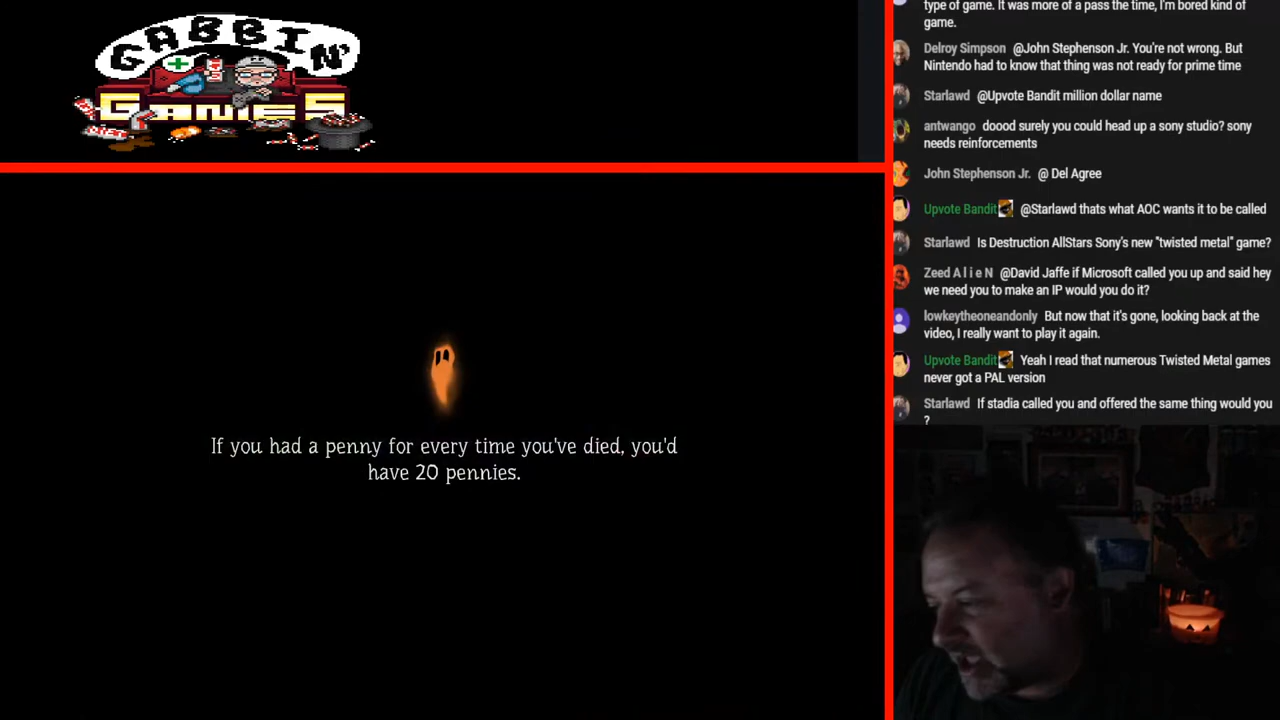 GABBIN'
GAMES
If you had a penny for every time you've died, you'd
have 20 pennies.
type of game. It was more of a pass the time, I'm bored kind of
game.
Delroy Simpson @John Stephenson Jr. You're not wrong. But
Nintendo had to know that thing was not ready for prime time
Starlawd @Upvote Bandit million dollar name
antwango doood surely you could head up a sony studio? sony
needs reinforcements
John Stephenson Jr. @ Del Agree
Upvote Bandit @Starlawd thats what AOC wants it to be called
Starlawd Is Destruction AllStars Sony's new "twisted metal" game?
Zeed A l i e N @David Jaffe if Microsoft called you up and said hey
we need you to make an IP would you do it?
lowkeytheoneandonly But now that it's gone, looking back at the
video, I really want to play it again.
Upvote Bandit Yeah I read that numerous Twisted Metal games
never got a PAL version
Starlawd If stadia called you and offered the same thing would you
?